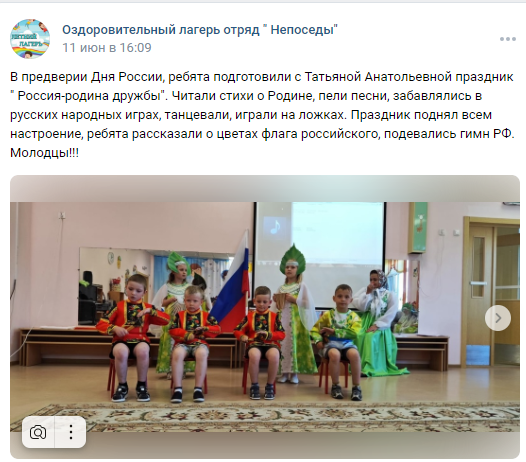 Оздоровительный лагерь отряд " Непоседы"
11 июн в 16:09
В предверии Дня России, ребята подготовили с Татьяной Анатольевной праздник
" Россия-родина дружбы". Читали стихи о Родине, пели песни, забавлялись в
русских народных играх, танцевали, играли на ложках. Праздник поднял всем
настроение, ребята рассказали о цветах флага российского, подевались гимн РФ.
Молодцы!!!